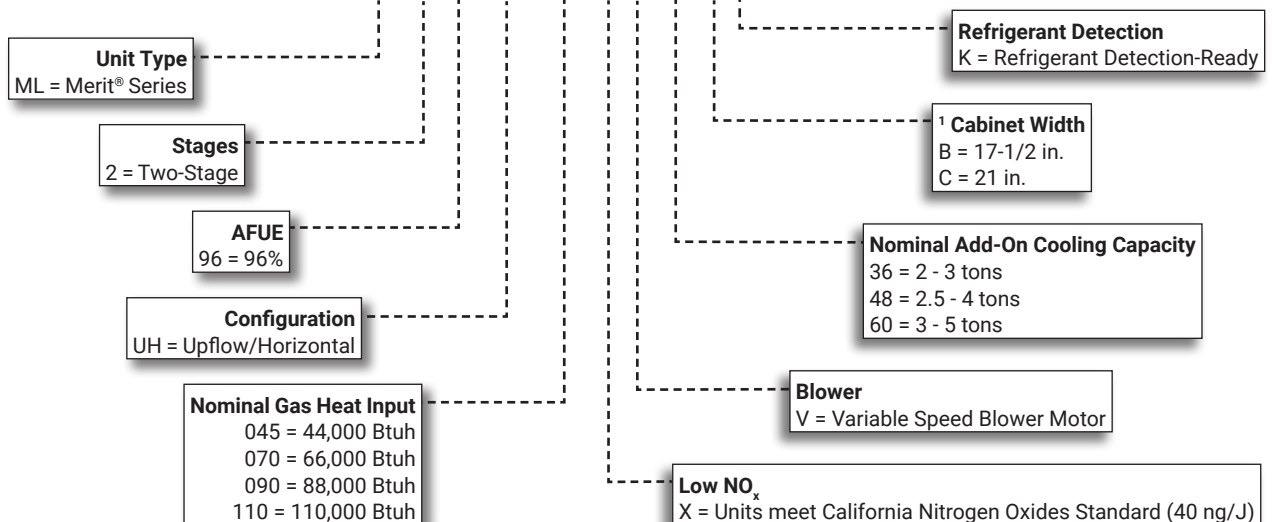 Unit Type
ML = Merit® Series
Stages
2 = Two-Stage
AFUE
96 = 96%
Configuration
UH = Upflow/Horizontal
Nominal Gas Heat Input
045 = 44,000 Btuh
070 = 66,000 Btuh
090 = 88,000 Btuh
110 = 110,000 Btuh
Refrigerant Detection
K = Refrigerant Detection-Ready
¹ Cabinet Width
B = 17-1/2 in.
C = 21 in.
Nominal Add-On Cooling Capacity
36 = 2 - 3 tons
48 = 2.5 - 4 tons
60 = 3 - 5 tons
Blower
V = Variable Speed Blower Motor
Low NOₓ
X = Units meet California Nitrogen Oxides Standard (40 ng/J)